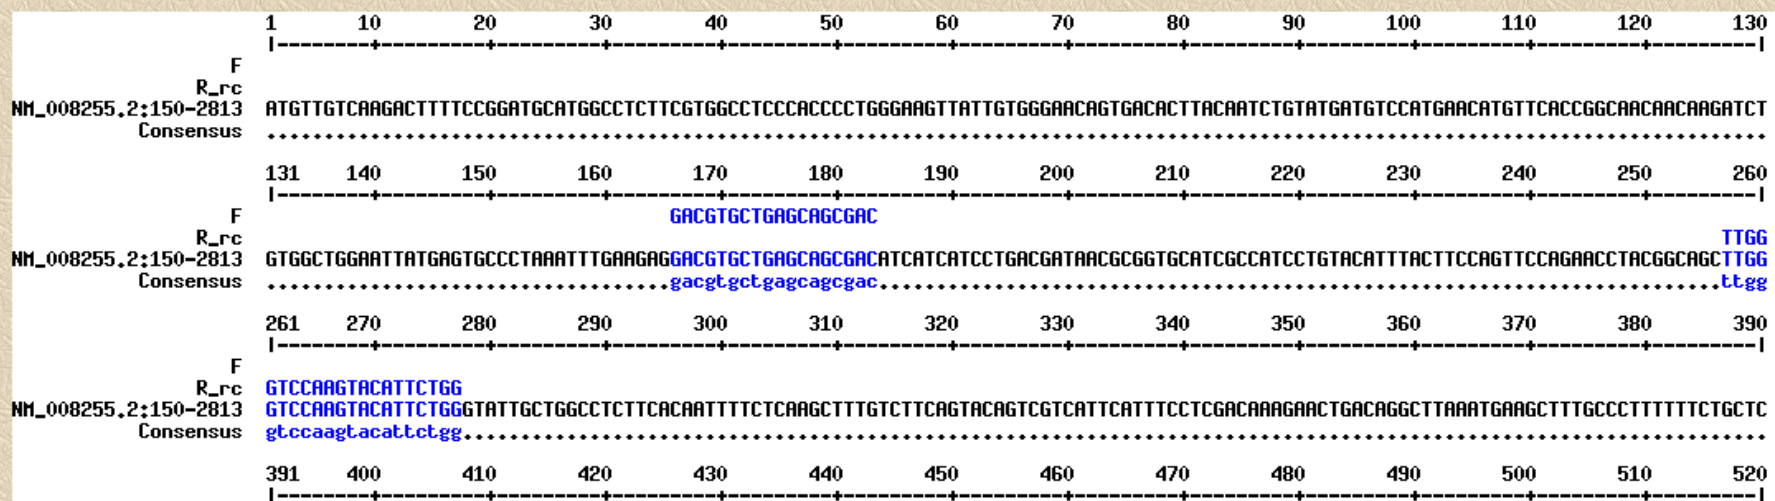 1 10 20 30 40 50 60 70 80 90 100 110 120 130
|--------+---------+---------+---------+---------+---------+---------+---------+---------+---------+---------+---------+---------|
F
R_rc
NM_008255.2:150-2813 ATGTTGTCAAGACTTTTCCGGATGCATGGCCTCTTCGTGGCCTCCCACCCCTGGGAAGTTATTGTGGGAACAGTGACACTTACAATCTGTATGATGTCCATGAACATGTTCACCGGCAACAACAAGATCT
Consensus ..................................................................................................................................
131 140 150 160 170 180 190 200 210 220 230 240 250 260
|--------+---------+---------+---------+---------+---------+---------+---------+---------+---------+---------+---------+---------|
F GACGTGCTGAGCAGCGAC
R_rc TTGG
NM_008255.2:150-2813 GTGGCTGGAATTATGAGTGCCCTAAATTTGAAGAGGACGTGCTGAGCAGCGACATCATCATCCTGACGATAACGCGGTGCATCGCCATCCTGTACATTTACTTCCAGTTCCAGAACCTACGGCAGCTTGG
Consensus ...................................gacgtgctgagcagcgac.........................................................................ttgg
261 270 280 290 300 310 320 330 340 350 360 370 380 390
|--------+---------+---------+---------+---------+---------+---------+---------+---------+---------+---------+---------+---------|
F
R_rc GTCCAAGTACATTCTGG
NM_008255.2:150-2813 GTCCAAGTACATTCTGGGTATTGCTGGCCTCTTCACAATTTTCTCAAGCTTTGTCTTCAGTACAGTCGTCATTCATTTCCTCGACAAAGAACTGACAGGCTTAAATGAAGCTTTGCCCTTTTTTCTGCTC
Consensus gtccaagtacattctgg.................................................................................................................
391 400 410 420 430 440 450 460 470 480 490 500 510 520
|--------+---------+---------+---------+---------+---------+---------+---------+---------+---------+---------+---------+---------|